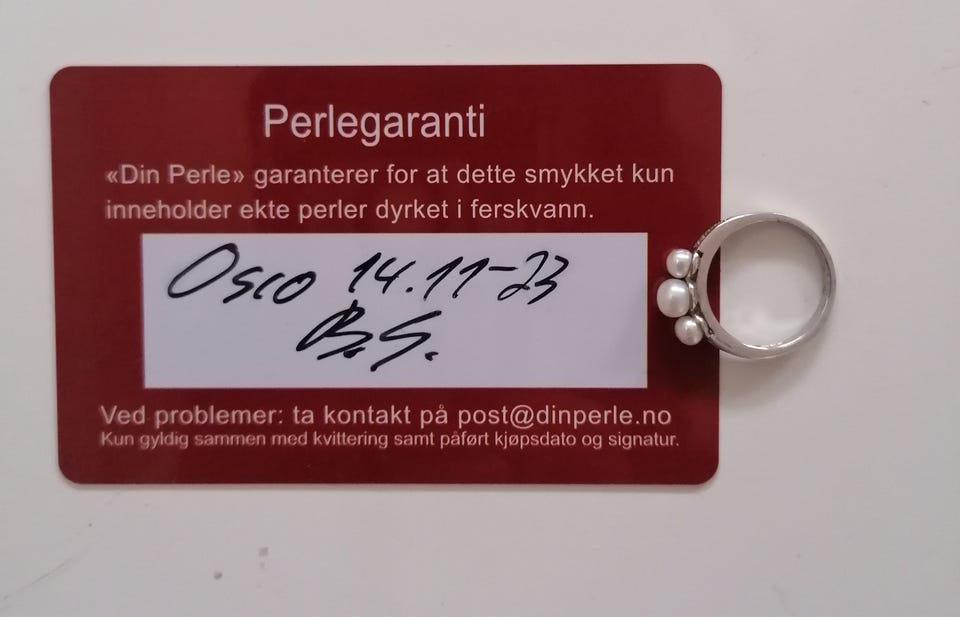 Perlegaranti
«Din Perle» garanterer for at dette smykket kun
inneholder ekte perler dyrket i ferskvann.
Oslo 14.11-23
B.S.
Ved problemer: ta kontakt på post@dinperle.no
Kun gyldig sammen med kvittering samt påført kjøpsdato og signatur.